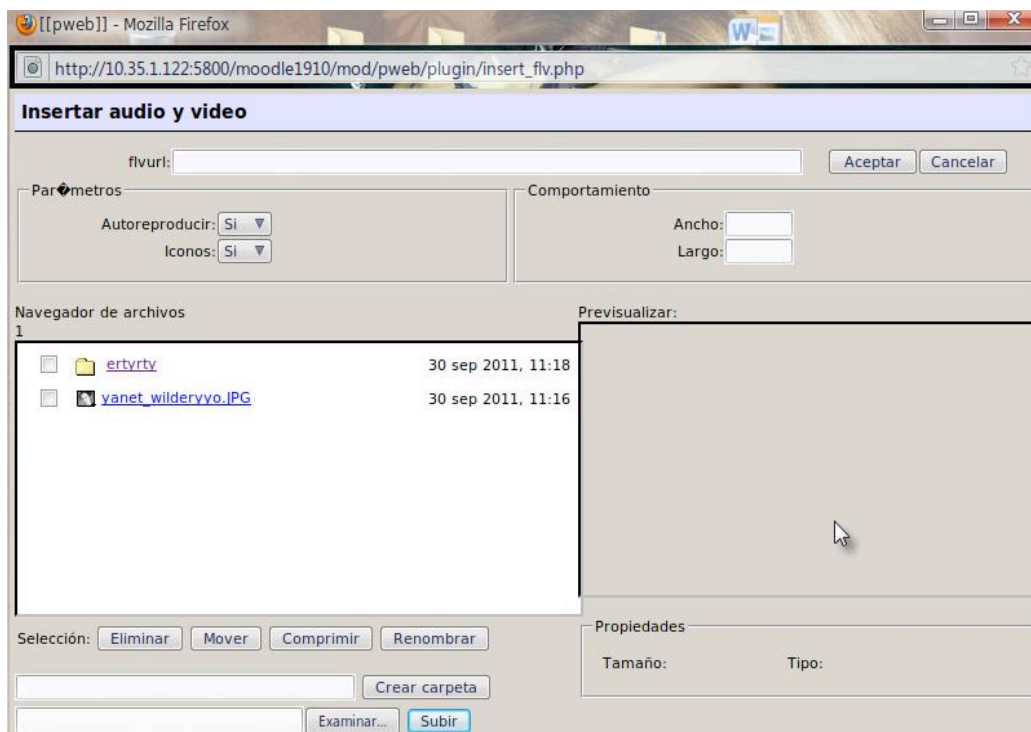 [[pweb]] - Mozilla Firefox
http://10.35.1.122:5800/moodle1910/mod/pweb/plugin/insert_flv.php
Insertar audio y video
flvurl: Aceptar Cancelar
Par�metros
Autoreproducir: Si
Iconos: Si
Comportamiento
Ancho:
Largo:
Navegador de archivos
1
ertyrty 30 sep 2011, 11:18
yanet_wilderyvo.JPG 30 sep 2011, 11:16
Selección: Eliminar Mover Comprimir Renombrar
Crear carpeta
Examinar... Subir
Previsualizar:
Propiedades
Tamaño: Tipo: